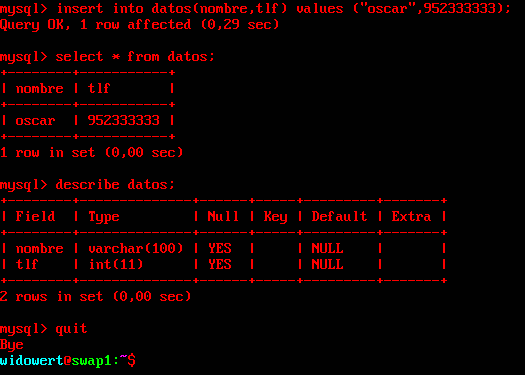 mysql> insert into datos(nombre,tlf) values ("oscar",952333333);
Query OK, 1 row affected (0,29 sec)
mysql> select * from datos;
+--------+-----------+
| nombre | tlf       |
+--------+-----------+
| oscar  | 952333333 |
+--------+-----------+
1 row in set (0,00 sec)
mysql> describe datos;
+--------+--------------+------+-----+---------+-------+
| Field  | Type         | Null | Key | Default | Extra |
+--------+--------------+------+-----+---------+-------+
| nombre | varchar(100) | YES  |     | NULL    |       |
| tlf    | int(11)      | YES  |     | NULL    |       |
+--------+--------------+------+-----+---------+-------+
2 rows in set (0,00 sec)
mysql> quit
Bye
widowert@swap1:~$